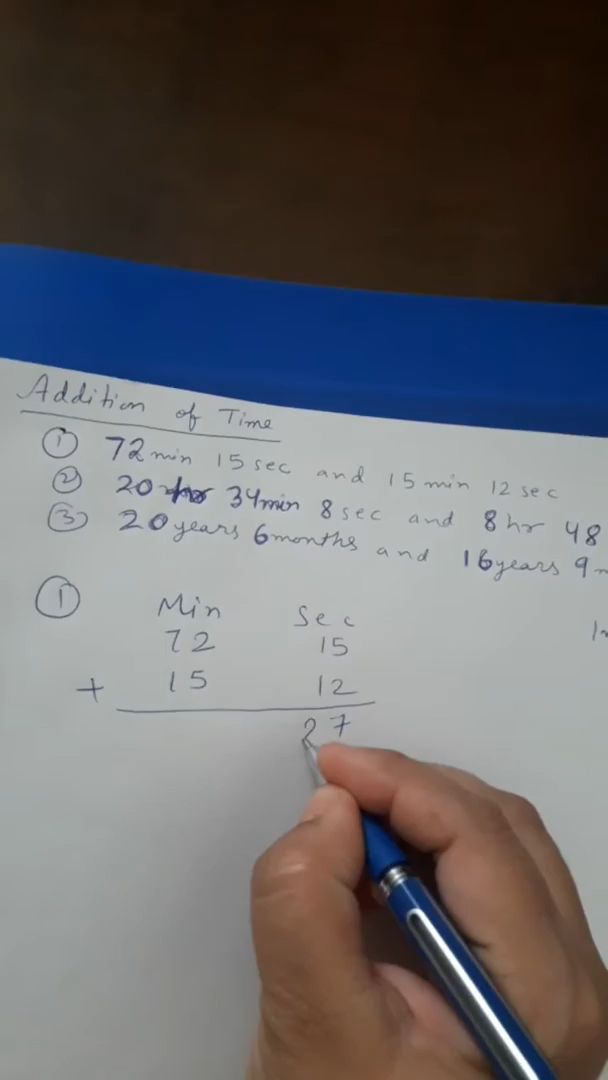 Addition of Time
① 72 min 15 sec and 15 min 12 sec
② 20 hr 34 min 8 sec and 8 hr 48
③ 20 years 6 months and 16 years 9
①
Min Sec
72 15
+ 15 12
27